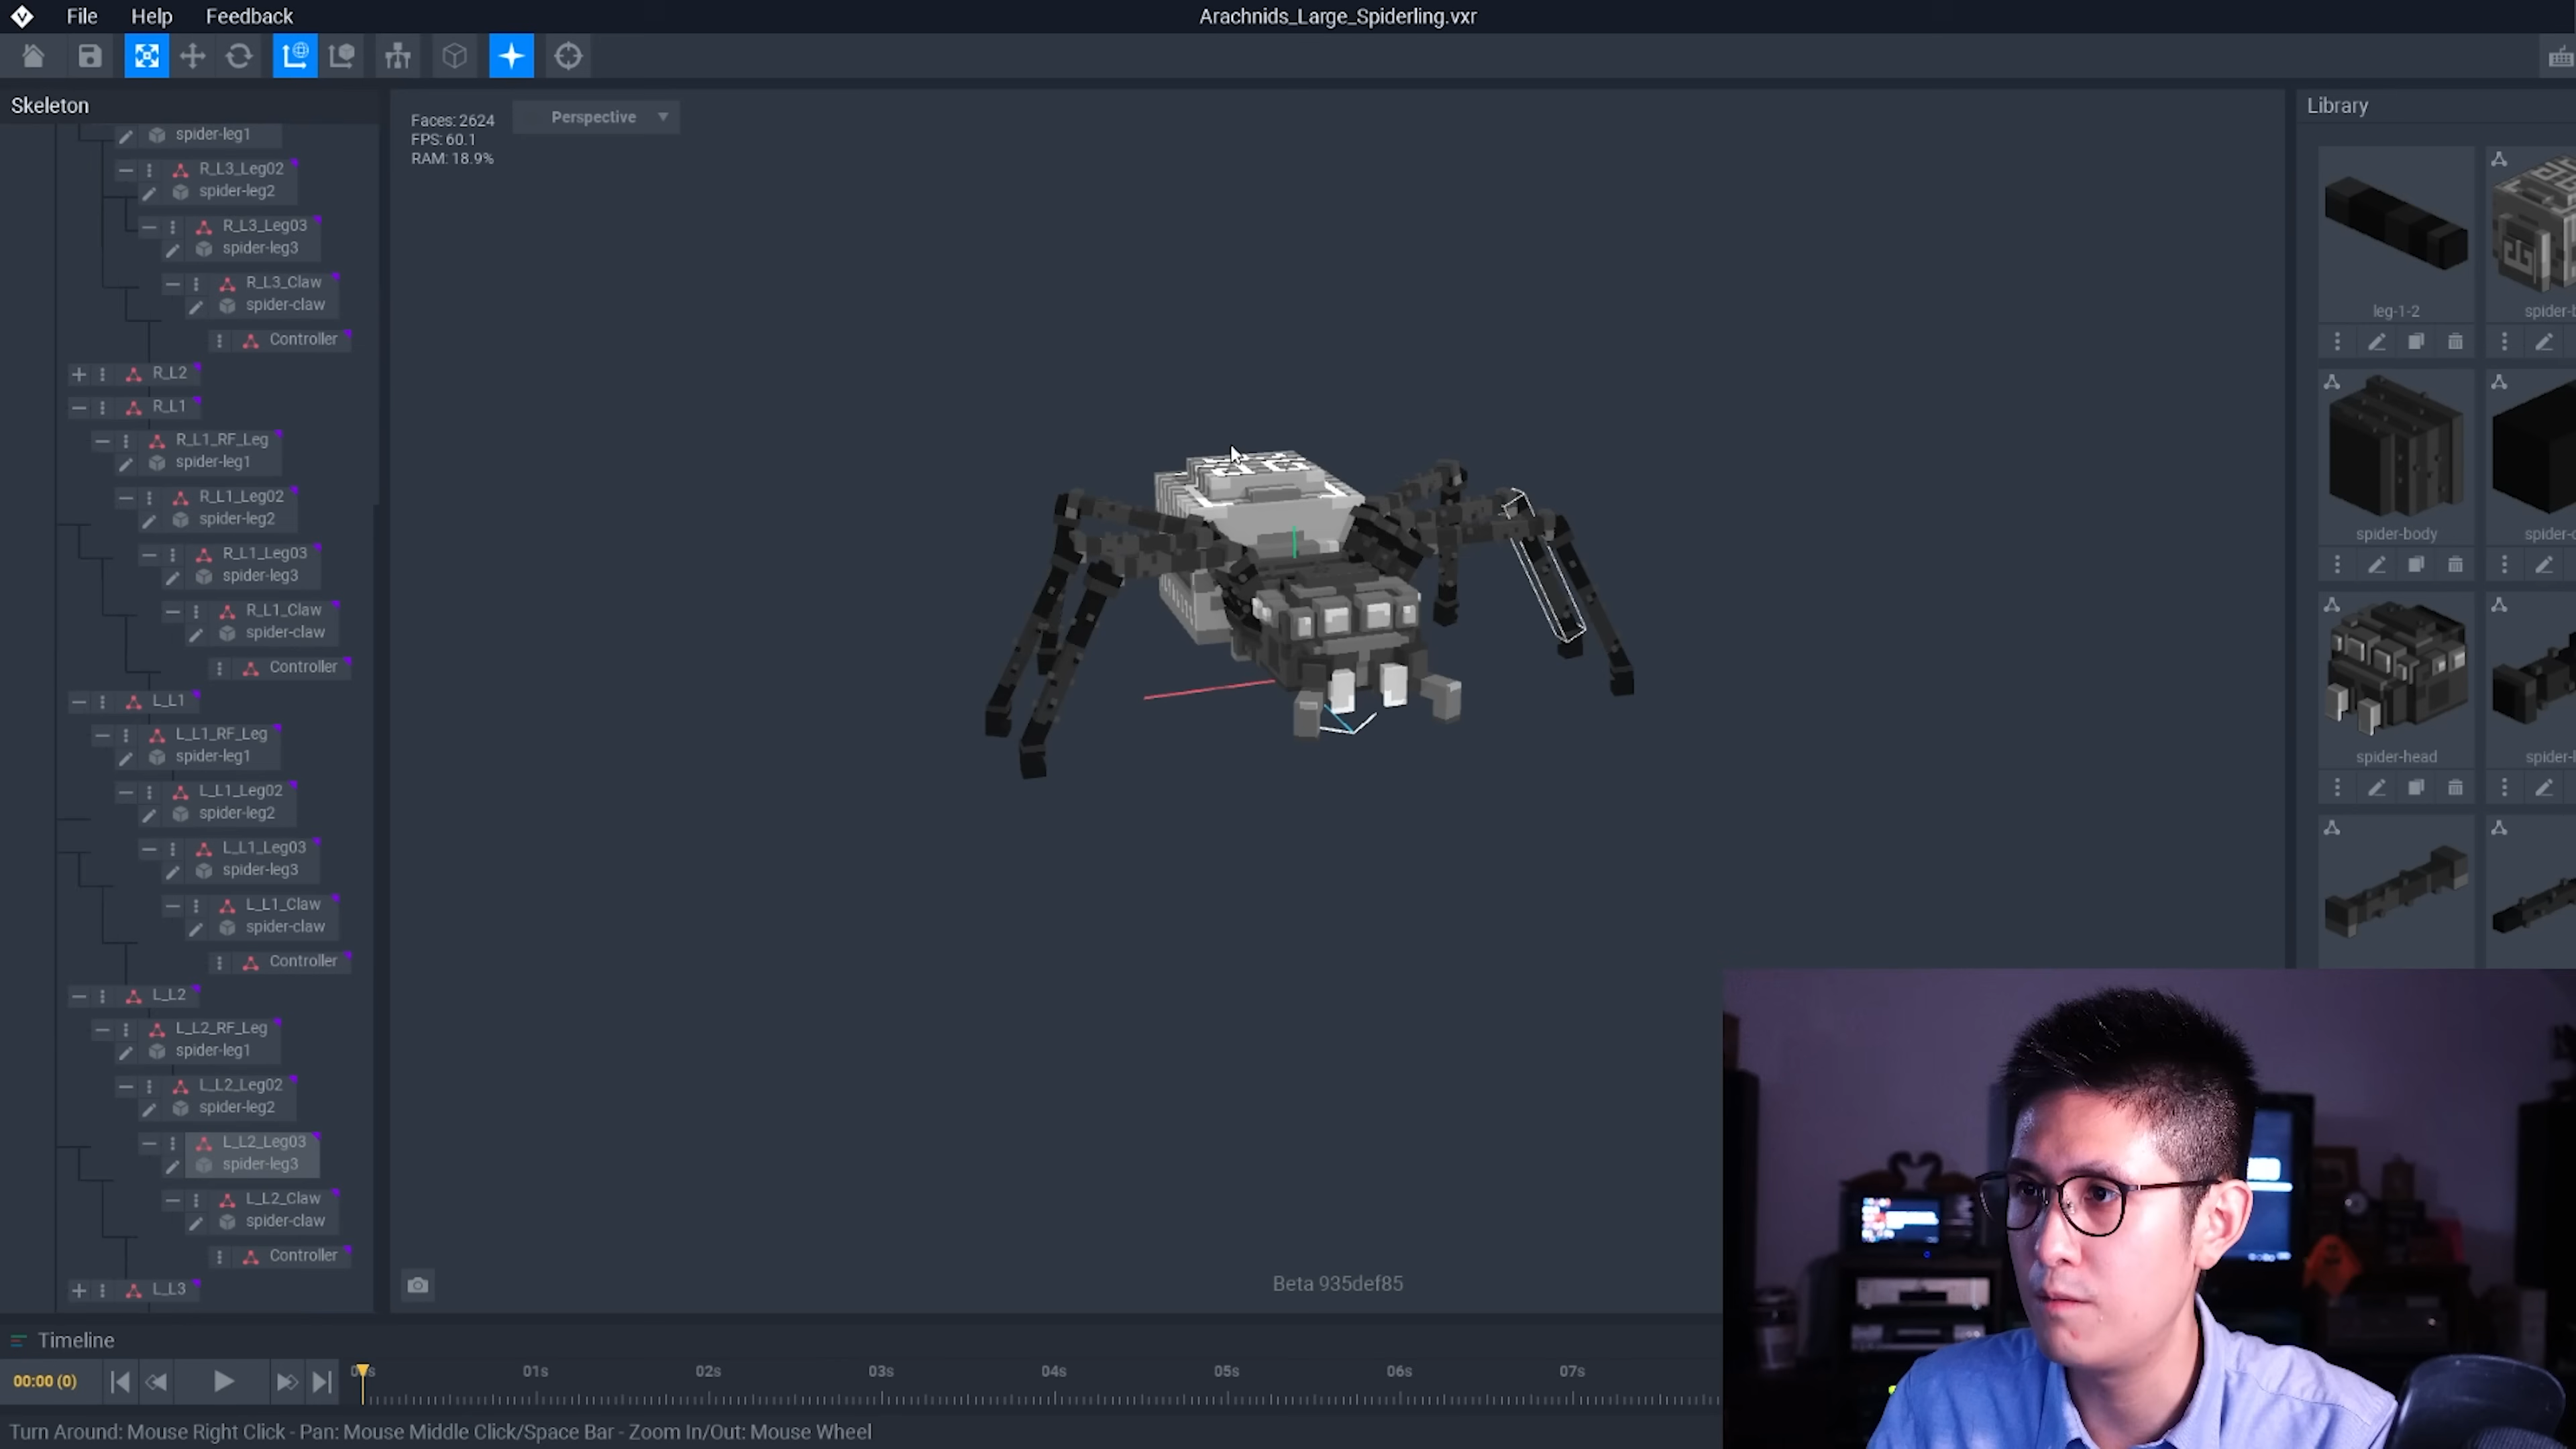 File Help Feedback
Arachnids_Large_Spiderling.vxr
Skeleton
spider-leg1
R_L3_Leg02
spider-leg2
R_L3_Leg03
spider-leg3
R_L3_Claw
spider-claw
Controller
R_L2
R_L1
R_L1_RF_Leg
spider-leg1
R_L1_Leg02
spider-leg2
R_L1_Leg03
spider-leg3
R_L1_Claw
spider-claw
Controller
L_L1
L_L1_RF_Leg
spider-leg1
L_L1_Leg02
spider-leg2
L_L1_Leg03
spider-leg3
L_L1_Claw
spider-claw
Controller
L_L2
L_L2_RF_Leg
spider-leg1
L_L2_Leg02
spider-leg2
L_L2_Leg03
spider-leg3
L_L2_Claw
spider-claw
Controller
L_L3
Faces: 2624
FPS: 60.1
RAM: 18.9%
Perspective
Beta 935def85
Library
leg-1-2
spider-body
spider-head
Timeline
00:00 (0)
01s 02s 03s 04s 05s 06s 07s
Turn Around: Mouse Right Click - Pan: Mouse Middle Click/Space Bar - Zoom In/Out: Mouse Wheel